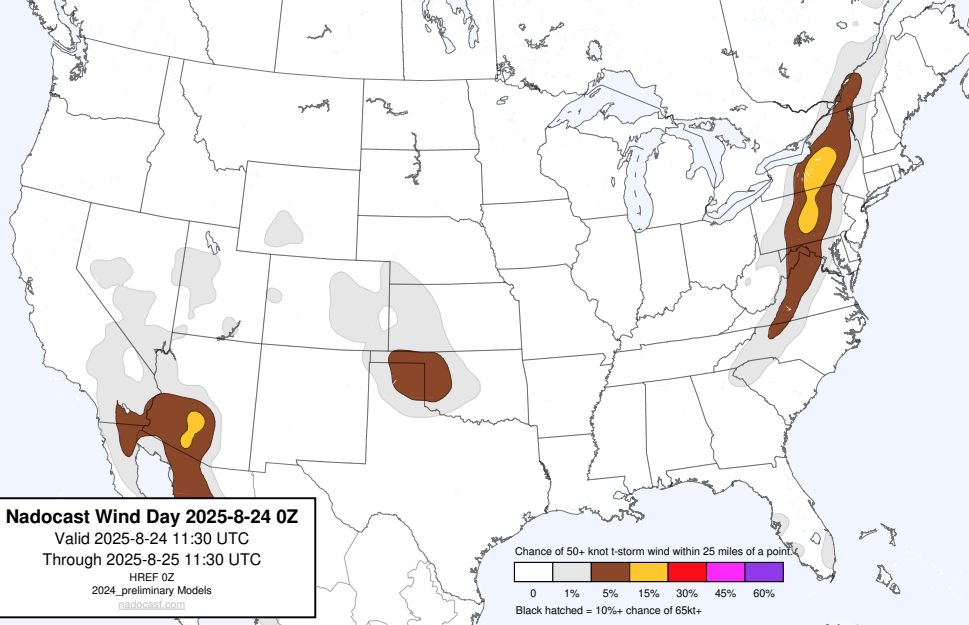 Nadocast Wind Day 2025-8-24 0Z
Valid 2025-8-24 11:30 UTC
Through 2025-8-25 11:30 UTC
HREF 0Z
2024_preliminary Models
nadocast.com
Chance of 50+ knot t-storm wind within 25 miles of a point.
0 1% 5% 15% 30% 45% 60%
Black hatched = 10%+ chance of 65kt+